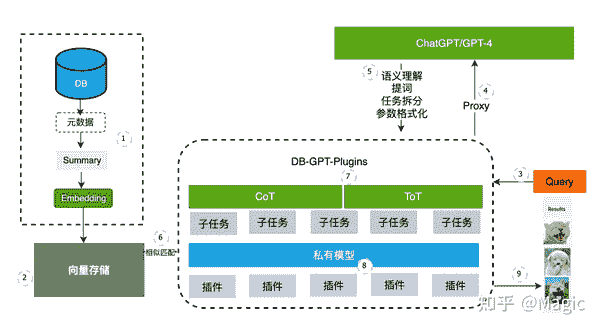 DB
元数据
1
Summary
Embedding
2
向量存储
ChatGPT/GPT-4
5
语义理解
提词
任务拆分
参数格式化
4
Proxy
DB-GPT-Plugins
7
CoT
ToT
子任务
子任务
子任务
子任务
子任务
6
相似匹配
私有模型
8
插件
插件
插件
插件
插件
3
Query
Results
9
知乎 @Magic